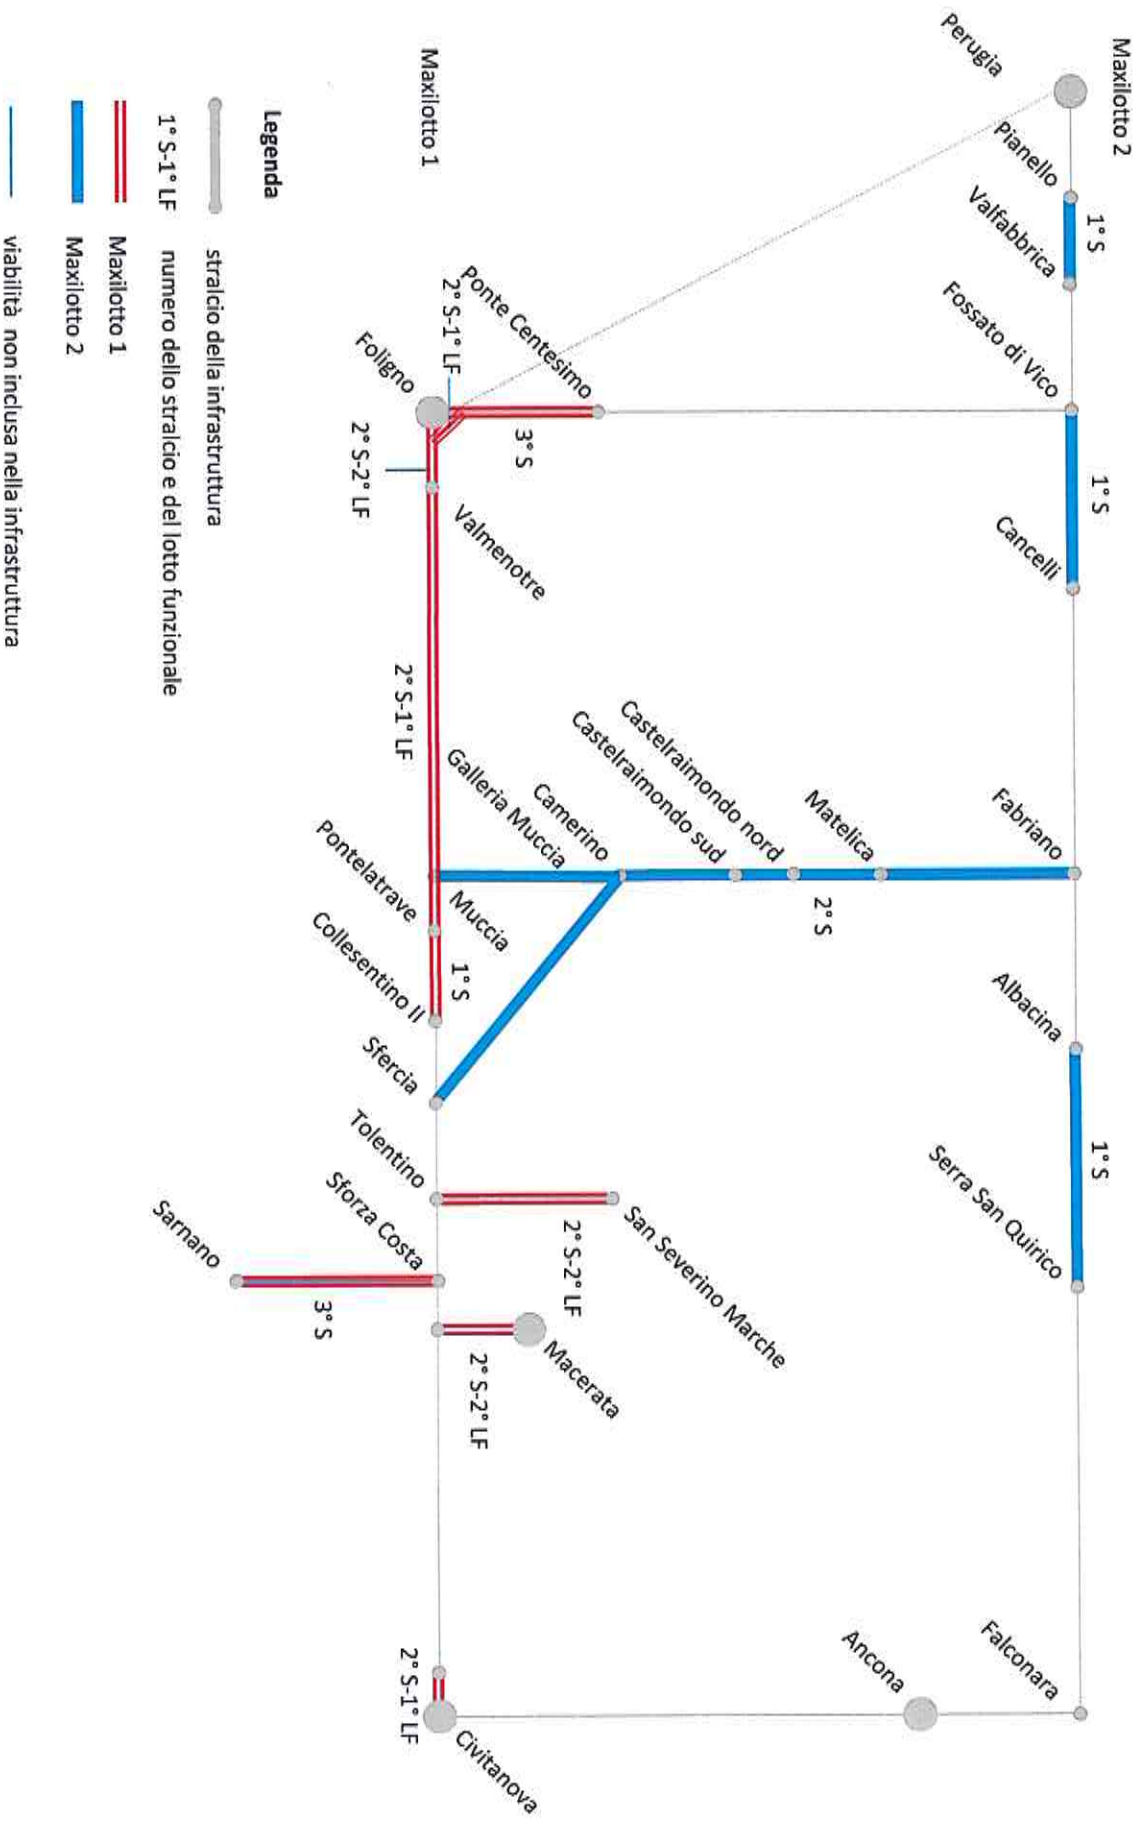 Maxilotto 2
Perugia
Pianello
1° S
Valfabbrica
Fossato di Vico
1° S
Cancelli
Fabriano
Albacina
1° S
Serra San Quirico
Falconara
Ancona
Matelica
2° S
Castelraimondo nord
Castelraimondo sud
Camerino
Galleria Muccia
Ponte Centesimo
3° S
2° S-1° LF
Maxilotto 1
Foligno
2° S-2° LF
Valmenotre
2° S-1° LF
Muccia
Pontelatrave
1° S
Collesentino II
Sfercia
Tolentino
San Severino Marche
2° S-2° LF
Sforza Costa
Sarnano
3° S
Macerata
2° S-2° LF
2° S-1° LF
Civitanova
Legenda
stralcio della infrastruttura
1° S-1° LF numero dello stralcio e del lotto funzionale
Maxilotto 1
Maxilotto 2
viabilità non inclusa nella infrastruttura